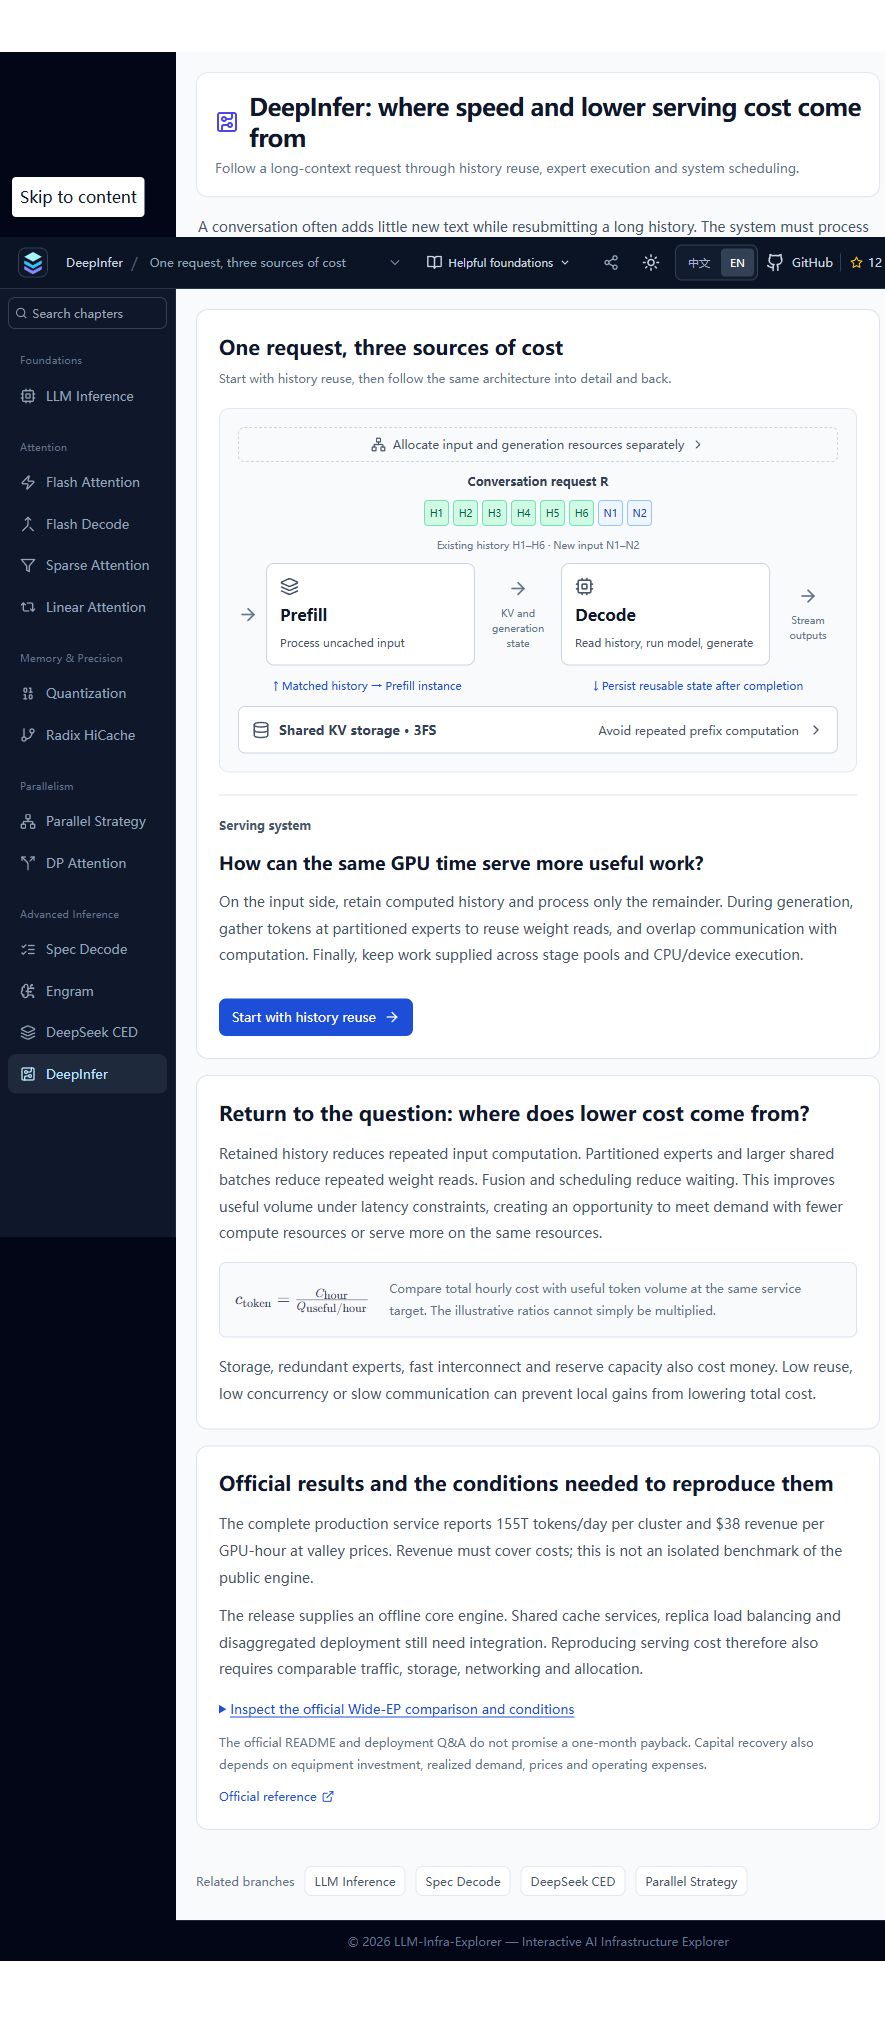 DeepInfer: where speed and lower serving cost come
from
Follow a long-context request through history reuse, expert execution and system scheduling.
Skip to content
A conversation often adds little new text while resubmitting a long history. The system must process
DeepInfer / One request, three sources of cost
Helpful foundations
中文 EN
GitHub
12
Search chapters
Foundations
LLM Inference
Attention
Flash Attention
Flash Decode
Sparse Attention
Linear Attention
Memory & Precision
Quantization
Radix HiCache
Parallelism
Parallel Strategy
DP Attention
Advanced Inference
Spec Decode
Engram
DeepSeek CED
DeepInfer
One request, three sources of cost
Start with history reuse, then follow the same architecture into detail and back.
Allocate input and generation resources separately
Conversation request R
H1 H2 H3 H4 H5 H6 N1 N2
Existing history H1–H6 · New input N1–N2
Prefill
Process uncached input
KV and
generation
state
Decode
Read history, run model, generate
Stream
outputs
↑ Matched history → Prefill instance
↓ Persist reusable state after completion
Shared KV storage • 3FS
Avoid repeated prefix computation
Serving system
How can the same GPU time serve more useful work?
On the input side, retain computed history and process only the remainder. During generation,
gather tokens at partitioned experts to reuse weight reads, and overlap communication with
computation. Finally, keep work supplied across stage pools and CPU/device execution.
Start with history reuse →
Return to the question: where does lower cost come from?
Retained history reduces repeated input computation. Partitioned experts and larger shared
batches reduce repeated weight reads. Fusion and scheduling reduce waiting. This improves
useful volume under latency constraints, creating an opportunity to meet demand with fewer
compute resources or serve more on the same resources.
c_token = C_hour / Q_useful/hour
Compare total hourly cost with useful token volume at the same service
target. The illustrative ratios cannot simply be multiplied.
Storage, redundant experts, fast interconnect and reserve capacity also cost money. Low reuse,
low concurrency or slow communication can prevent local gains from lowering total cost.
Official results and the conditions needed to reproduce them
The complete production service reports 155T tokens/day per cluster and $38 revenue per
GPU-hour at valley prices. Revenue must cover costs; this is not an isolated benchmark of the
public engine.
The release supplies an offline core engine. Shared cache services, replica load balancing and
disaggregated deployment still need integration. Reproducing serving cost therefore also
requires comparable traffic, storage, networking and allocation.
Inspect the official Wide-EP comparison and conditions
The official README and deployment Q&A do not promise a one-month payback. Capital recovery also
depends on equipment investment, realized demand, prices and operating expenses.
Official reference
Related branches
LLM Inference
Spec Decode
DeepSeek CED
Parallel Strategy
© 2026 LLM-Infra-Explorer — Interactive AI Infrastructure Explorer